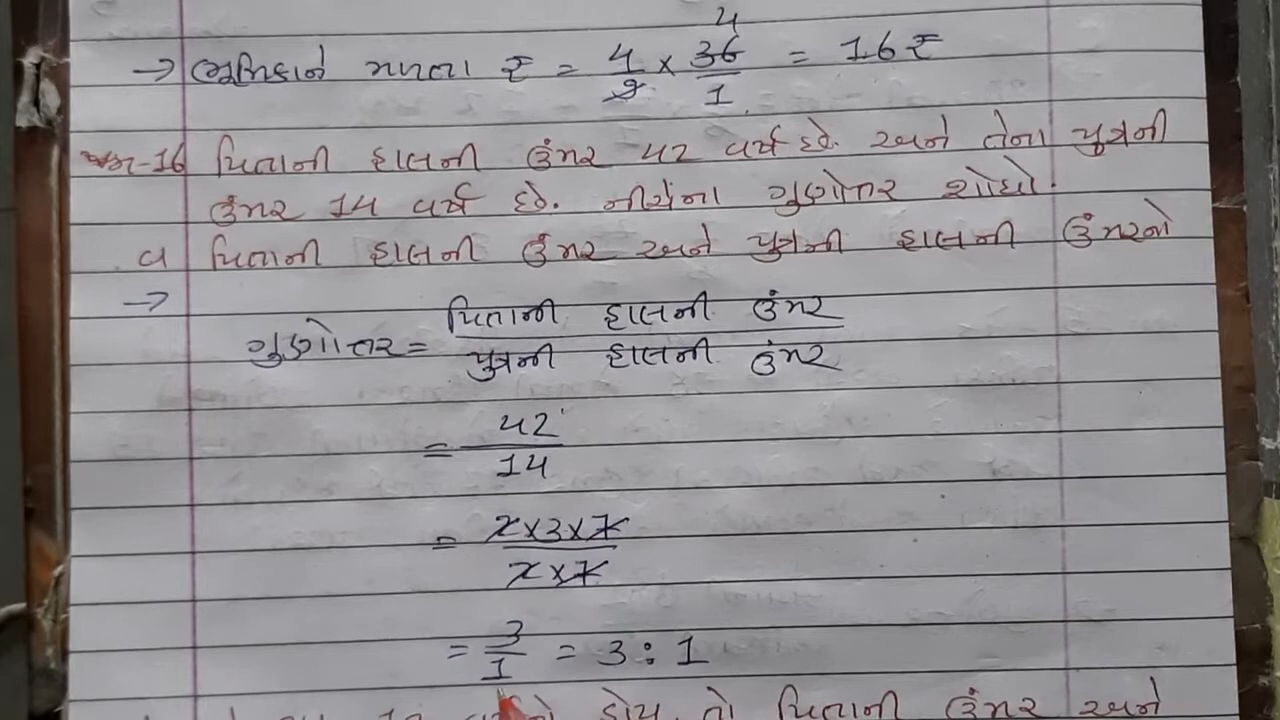 → ભૂમિકાને મળતા ₹ = 4/9 × 36/1 = 16 ₹
4
પ્રશ્ન-16 પિતાની હાલની ઉંમર 42 વર્ષ છે. અને તેના પુત્રની
ઉંમર 14 વર્ષ છે. નીચેના ગુણોત્તર શોધો.
પિતાની હાલની ઉંમર અને પુત્રની હાલની ઉંમરનો
→
ગુણોત્તર = પિતાની હાલની ઉંમર / પુત્રની હાલની ઉંમર
= 42 / 14
= 2×3×7 / 2×7
= 3/1 = 3 : 1
હોય તો પિતાની ઉંમર અને